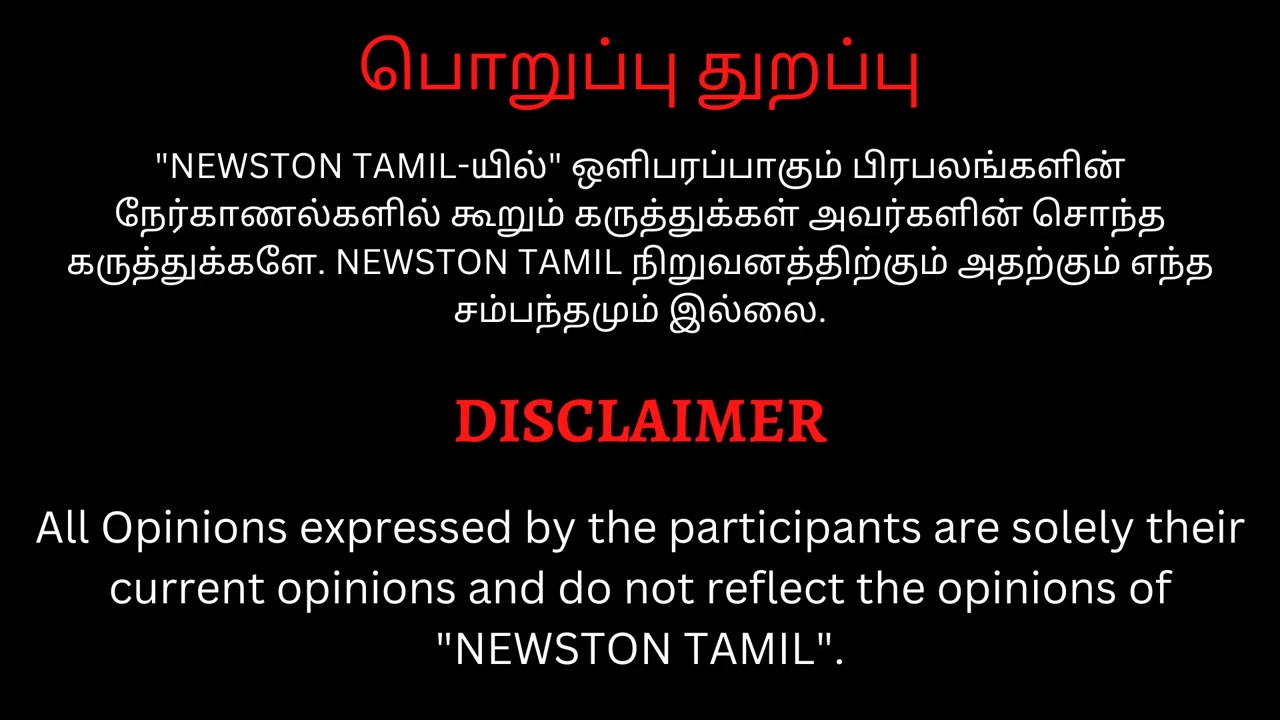 பொறுப்பு துறப்பு
"NEWSTON TAMIL-யில்" ஒளிபரப்பாகும் பிரபலங்களின்
நேர்காணல்களில் கூறும் கருத்துக்கள் அவர்களின் சொந்த
கருத்துக்களே. NEWSTON TAMIL நிறுவனத்திற்கும் அதற்கும் எந்த
சம்பந்தமும் இல்லை.
DISCLAIMER
All Opinions expressed by the participants are solely their
current opinions and do not reflect the opinions of
"NEWSTON TAMIL".